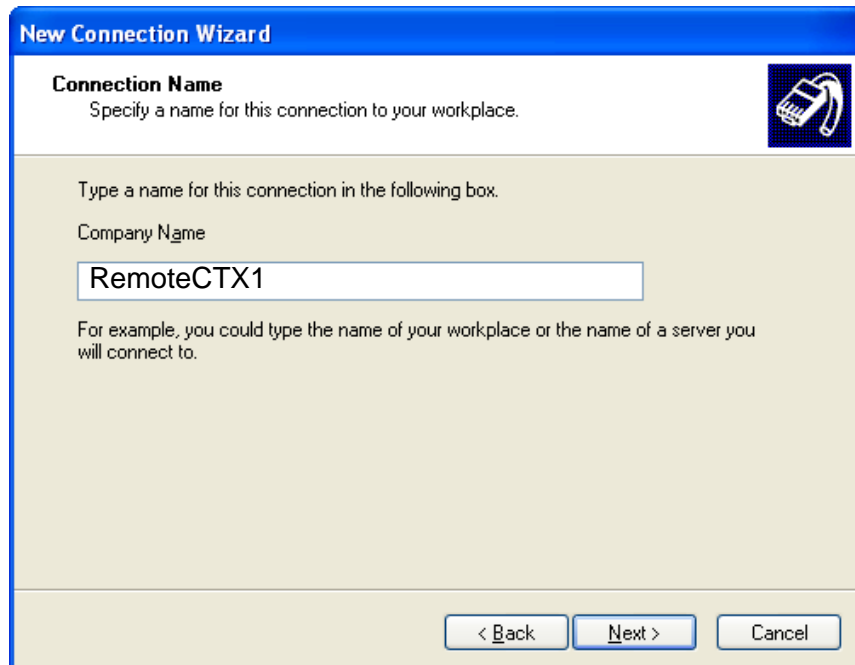 New Connection Wizard
Connection Name
Specify a name for this connection to your workplace.
Type a name for this connection in the following box.
Company Name
RemoteCTX1
For example, you could type the name of your workplace or the name of a server you
will connect to.
< Back
Next >
Cancel